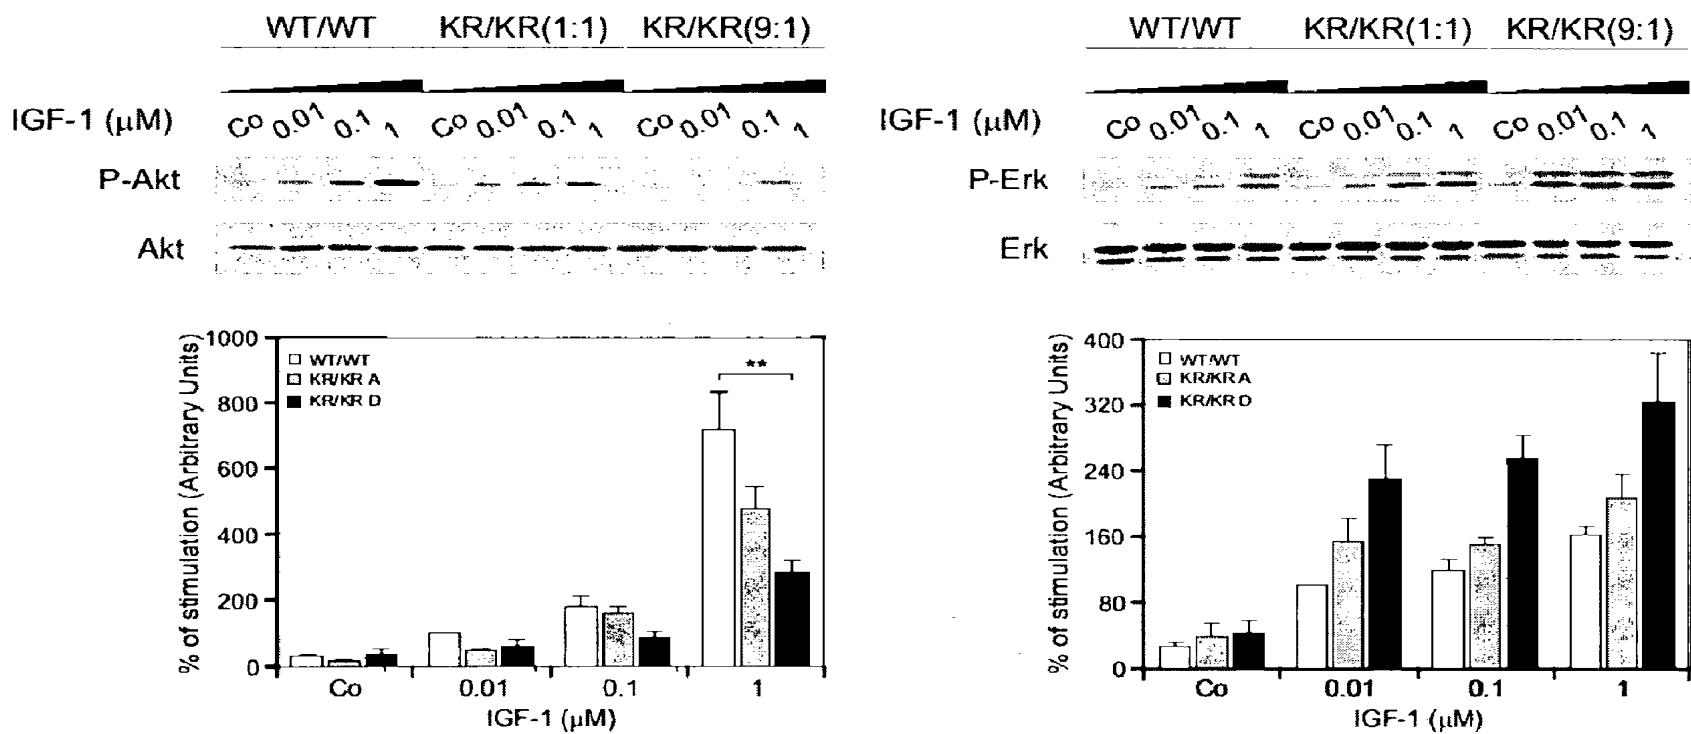 WT/WT KR/KR(1:1) KR/KR(9:1)
IGF-1 (μM) Co 0.01 0.1 1 Co 0.01 0.1 1 Co 0.01 0.1 1
P-Akt
Akt
1000
800
600
400
200
0
% of stimulation (Arbitrary Units)
WT/WT
KR/KR A
KR/KR D
**
Co 0.01 0.1 1
IGF-1 (μM)
WT/WT KR/KR(1:1) KR/KR(9:1)
IGF-1 (μM) Co 0.01 0.1 1 Co 0.01 0.1 1 Co 0.01 0.1 1
P-Erk
Erk
400
320
240
160
80
0
% of stimulation (Arbitrary Units)
WT/WT
KR/KR A
KR/KR D
Co 0.01 0.1 1
IGF-1 (μM)